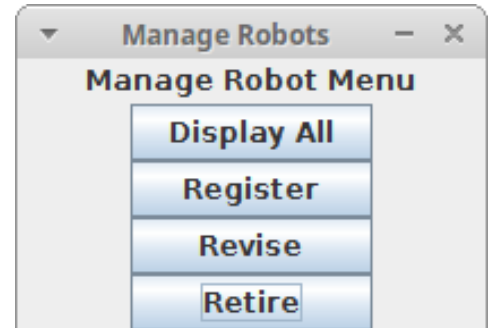 Manage Robots
Manage Robot Menu
Display All
Register
Revise
Retire